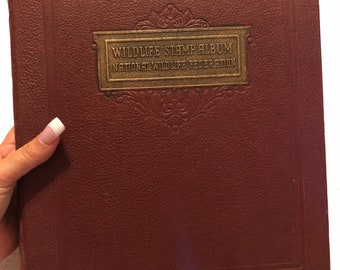 WILDLIFE STAMP ALBUM
NATIONAL WILDLIFE FEDERATION